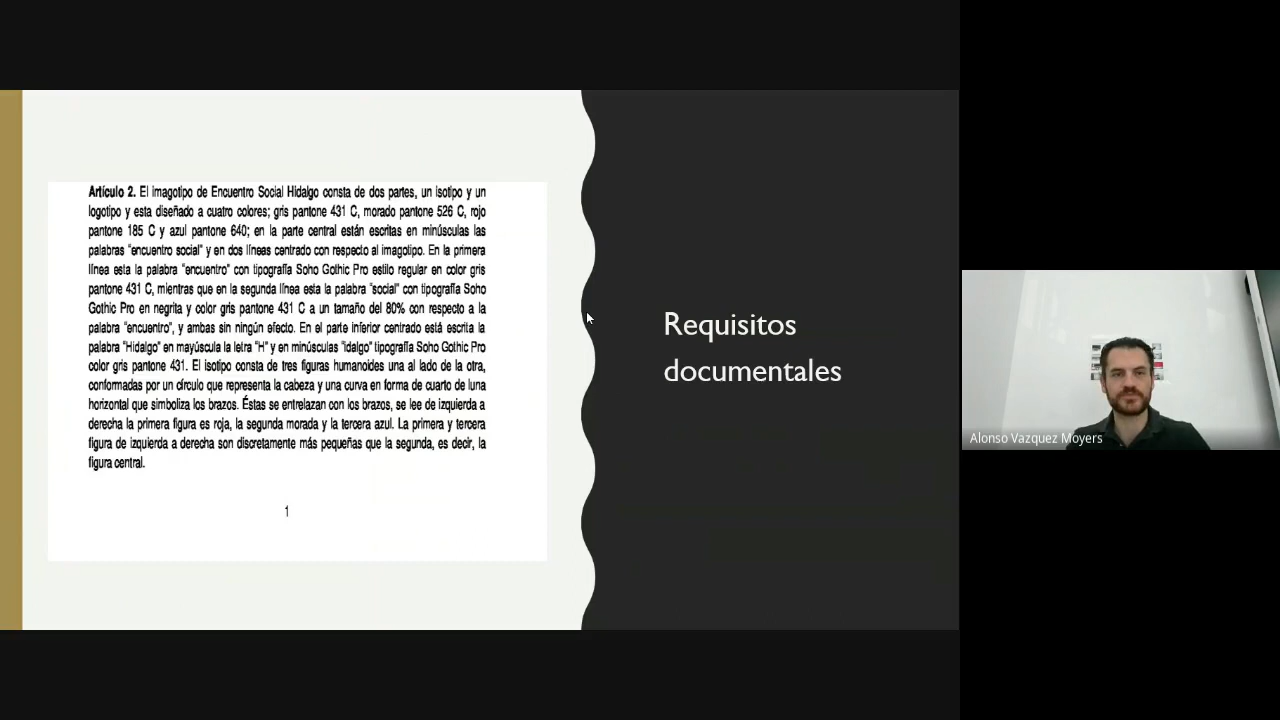 Artículo 2. El imagotipo de Encuentro Social Hidalgo consta de dos partes, un isotipo y un
logotipo y esta diseñado a cuatro colores; gris pantone 431 C, morado pantone 526 C, rojo
pantone 185 C y azul pantone 640; en la parte central están escritas en minúsculas las
palabras "encuentro social" y en dos líneas centrado con respecto al imagotipo. En la primera
línea esta la palabra "encuentro" con tipografía Soho Gothic Pro estilo regular en color gris
pantone 431 C, mientras que en la segunda línea esta la palabra "social" con tipografía Soho
Gothic Pro en negrita y color gris pantone 431 C a un tamaño del 80% con respecto a la
palabra "encuentro", y ambas sin ningún efecto. En el parte inferior centrado está escrita la
palabra "Hidalgo" en mayúscula la letra "H" y en minúsculas "idalgo" tipografía Soho Gothic Pro
color gris pantone 431. El isotipo consta de tres figuras humanoides una al lado de la otra,
conformadas por un círculo que representa la cabeza y una curva en forma de cuarto de luna
horizontal que simboliza los brazos. Éstas se entrelazan con los brazos, se lee de izquierda a
derecha la primera figura es roja, la segunda morada y la tercera azul. La primera y tercera
figura de izquierda a derecha son discretamente más pequeñas que la segunda, es decir, la
figura central.
1
Requisitos
documentales
Alonso Vazquez Moyers